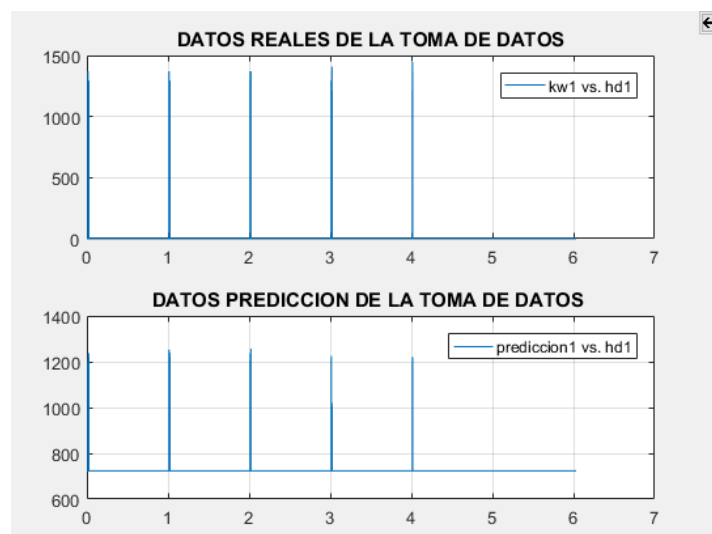 DATOS REALES DE LA TOMA DE DATOS
1500
1000
500
0
kw1 vs. hd1
0 1 2 3 4 5 6 7
DATOS PREDICCION DE LA TOMA DE DATOS
1400
1200
1000
800
600
prediccion1 vs. hd1
0 1 2 3 4 5 6 7